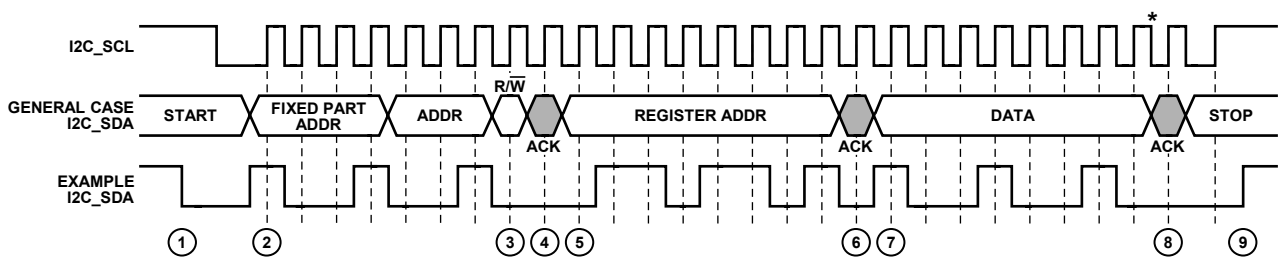 *
I2C_SCL
R/W̅
GENERAL CASE
I2C_SDA
START
FIXED PART
ADDR
ADDR
REGISTER ADDR
DATA
STOP
ACK
ACK
ACK
EXAMPLE
I2C_SDA
1 2 3 4 5 6 7 8 9